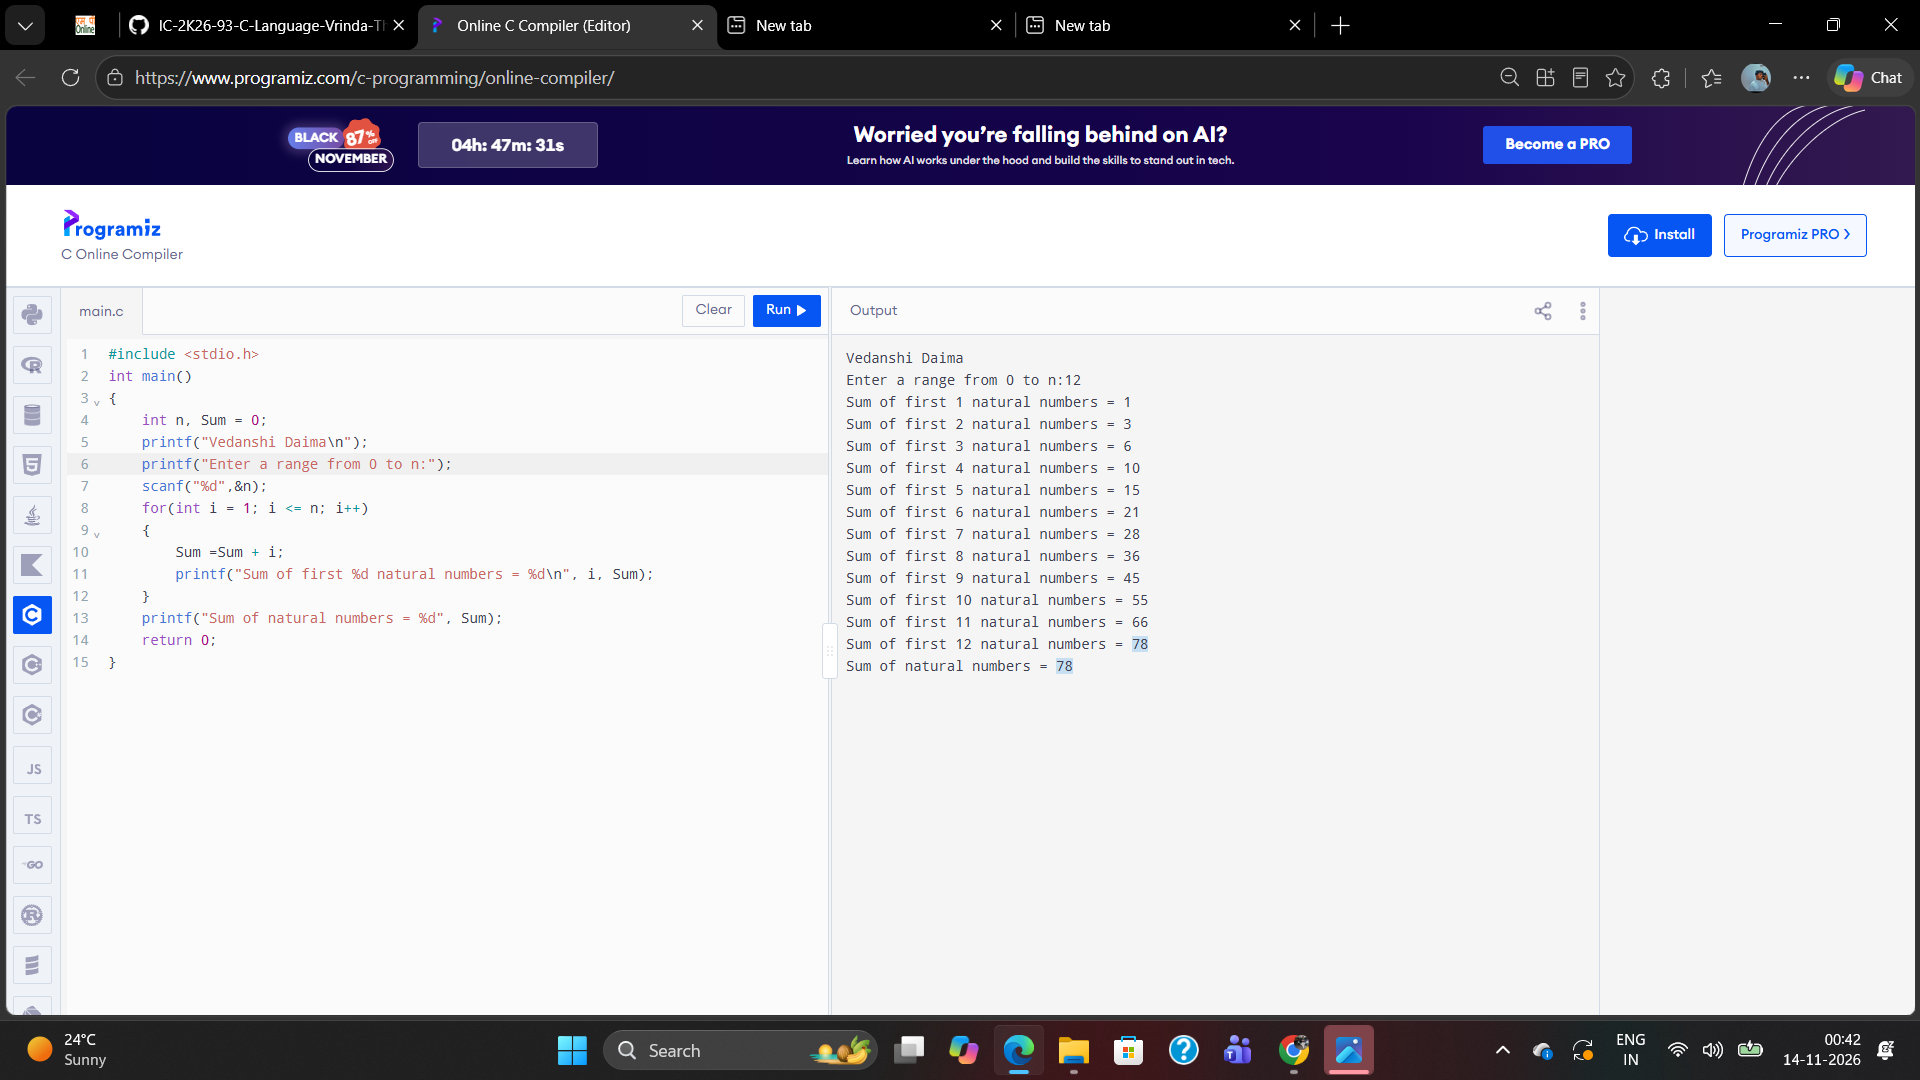 एम पी
Online
IC-2K26-93-C-Language-Vrinda-Th
Online C Compiler (Editor)
New tab
New tab
https://www.programiz.com/c-programming/online-compiler/
Chat
BLACK 87% OFF
NOVEMBER
04h: 47m: 31s
Worried you’re falling behind on AI?
Learn how AI works under the hood and build the skills to stand out in tech.
Become a PRO
Programiz
C Online Compiler
Install
Programiz PRO
main.c
Clear
Run
Output
1 #include <stdio.h>
2 int main()
3 {
4 int n, Sum = 0;
5 printf("Vedanshi Daima\n");
6 printf("Enter a range from 0 to n:");
7 scanf("%d",&n);
8 for(int i = 1; i <= n; i++)
9 {
10 Sum =Sum + i;
11 printf("Sum of first %d natural numbers = %d\n", i, Sum);
12 }
13 printf("Sum of natural numbers = %d", Sum);
14 return 0;
15 }
Vedanshi Daima
Enter a range from 0 to n:12
Sum of first 1 natural numbers = 1
Sum of first 2 natural numbers = 3
Sum of first 3 natural numbers = 6
Sum of first 4 natural numbers = 10
Sum of first 5 natural numbers = 15
Sum of first 6 natural numbers = 21
Sum of first 7 natural numbers = 28
Sum of first 8 natural numbers = 36
Sum of first 9 natural numbers = 45
Sum of first 10 natural numbers = 55
Sum of first 11 natural numbers = 66
Sum of first 12 natural numbers = 78
Sum of natural numbers = 78
JS
TS
GO
24°C
Sunny
Search
ENG
IN
00:42
14-11-2026